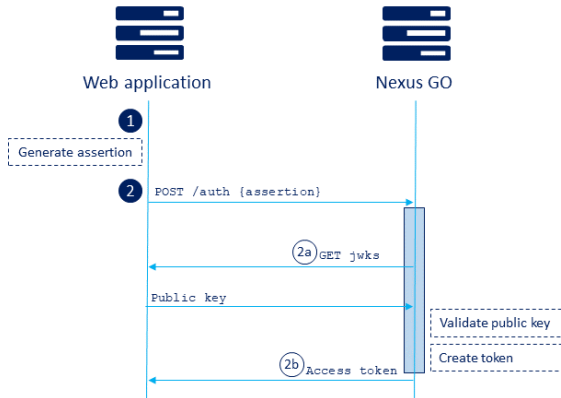 Web application
Nexus GO
1
Generate assertion
2
POST /auth {assertion}
2a
GET jwks
Public key
Validate public key
Create token
2b
Access token